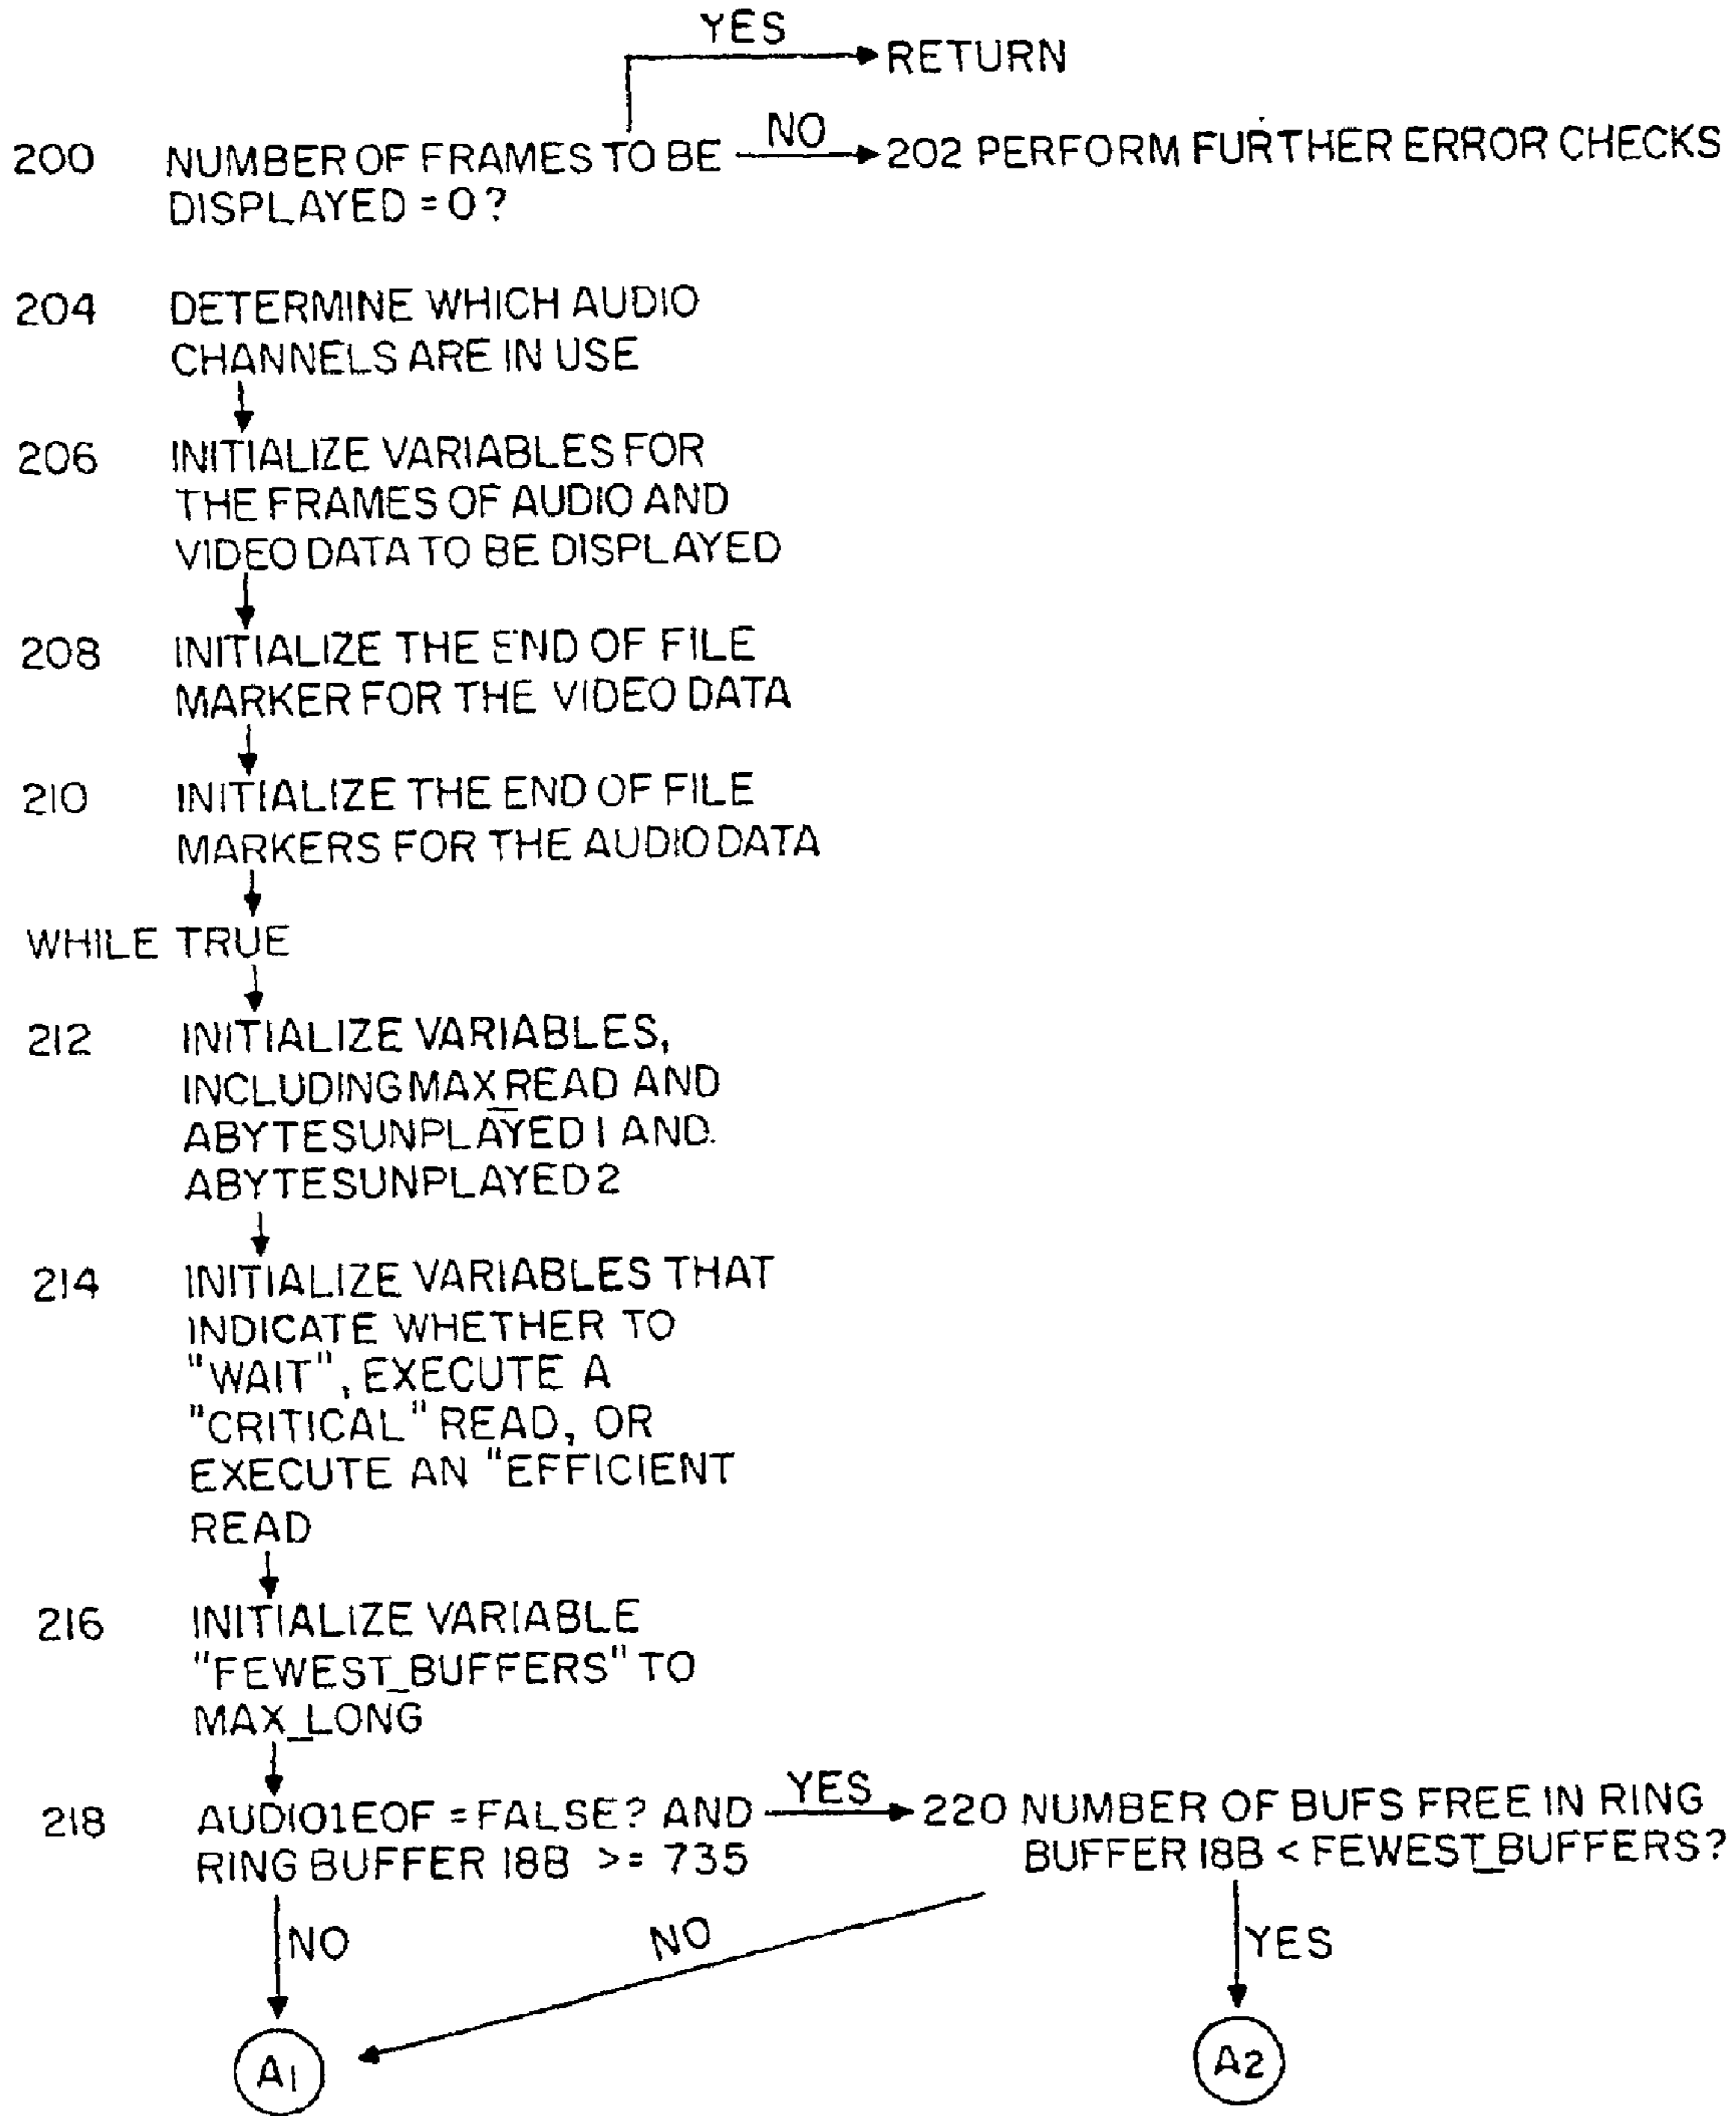 YES
RETURN
200 NUMBER OF FRAMES TO BE NO 202 PERFORM FURTHER ERROR CHECKS
DISPLAYED = 0?
204 DETERMINE WHICH AUDIO
CHANNELS ARE IN USE
206 INITIALIZE VARIABLES FOR
THE FRAMES OF AUDIO AND
VIDEO DATA TO BE DISPLAYED
208 INITIALIZE THE END OF FILE
MARKER FOR THE VIDEO DATA
210 INITIALIZE THE END OF FILE
MARKERS FOR THE AUDIO DATA
WHILE TRUE
212 INITIALIZE VARIABLES,
INCLUDING MAX_READ AND
ABYTESUNPLAYED1 AND.
ABYTESUNPLAYED2
214 INITIALIZE VARIABLES THAT
INDICATE WHETHER TO
"WAIT", EXECUTE A
"CRITICAL" READ, OR
EXECUTE AN "EFFICIENT
READ
216 INITIALIZE VARIABLE
"FEWEST_BUFFERS" TO
MAX_LONG
218 AUDIO1EOF = FALSE? AND YES 220 NUMBER OF BUFS FREE IN RING
RING BUFFER 18B >= 735 BUFFER 18B < FEWEST_BUFFERS?
NO NO YES
A1 A2